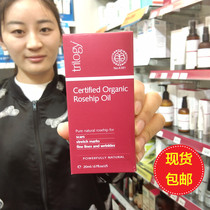 trilogy
Certified Organic
Rosehip Oil
Pure natural rosehip for:
scars
stretch marks
fine lines and wrinkles
POWERFULLY NATURAL
现货
包邮